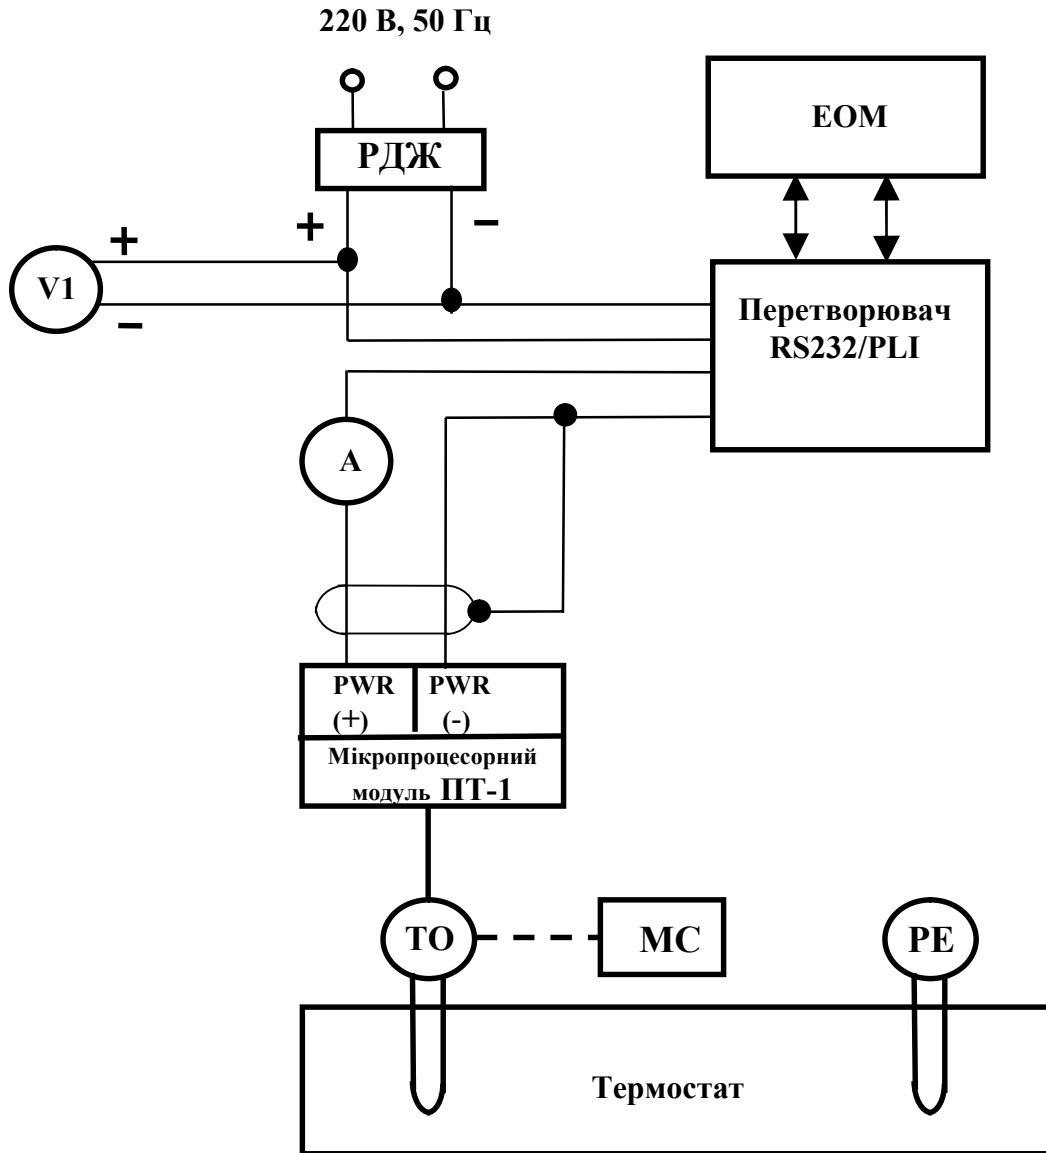 220 В, 50 Гц
РДЖ
ЕОМ
+
−
+
V1
−
Перетворювач
RS232/PLI
А
PWR
(+)
PWR
(-)
Мікропроцесорний
модуль ПТ-1
ТО
МС
РЕ
Термостат